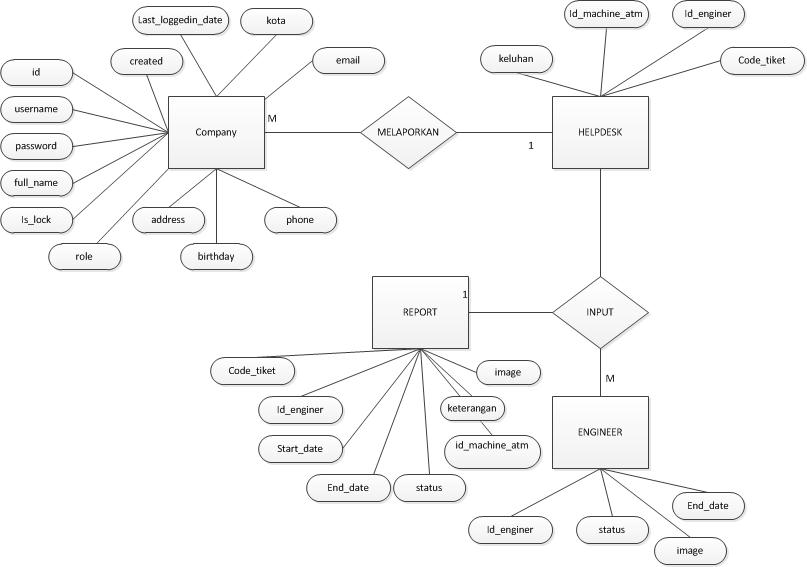 Last_loggedin_date
kota
Id_machine_atm
Id_enginer
created
email
keluhan
Code_tiket
id
username
password
full_name
Is_lock
role
Company
M
MELAPORKAN
1
HELPDESK
address
birthday
phone
REPORT
1
INPUT
M
ENGINEER
Code_tiket
image
Id_enginer
keterangan
Start_date
id_machine_atm
End_date
status
End_date
Id_enginer
status
image